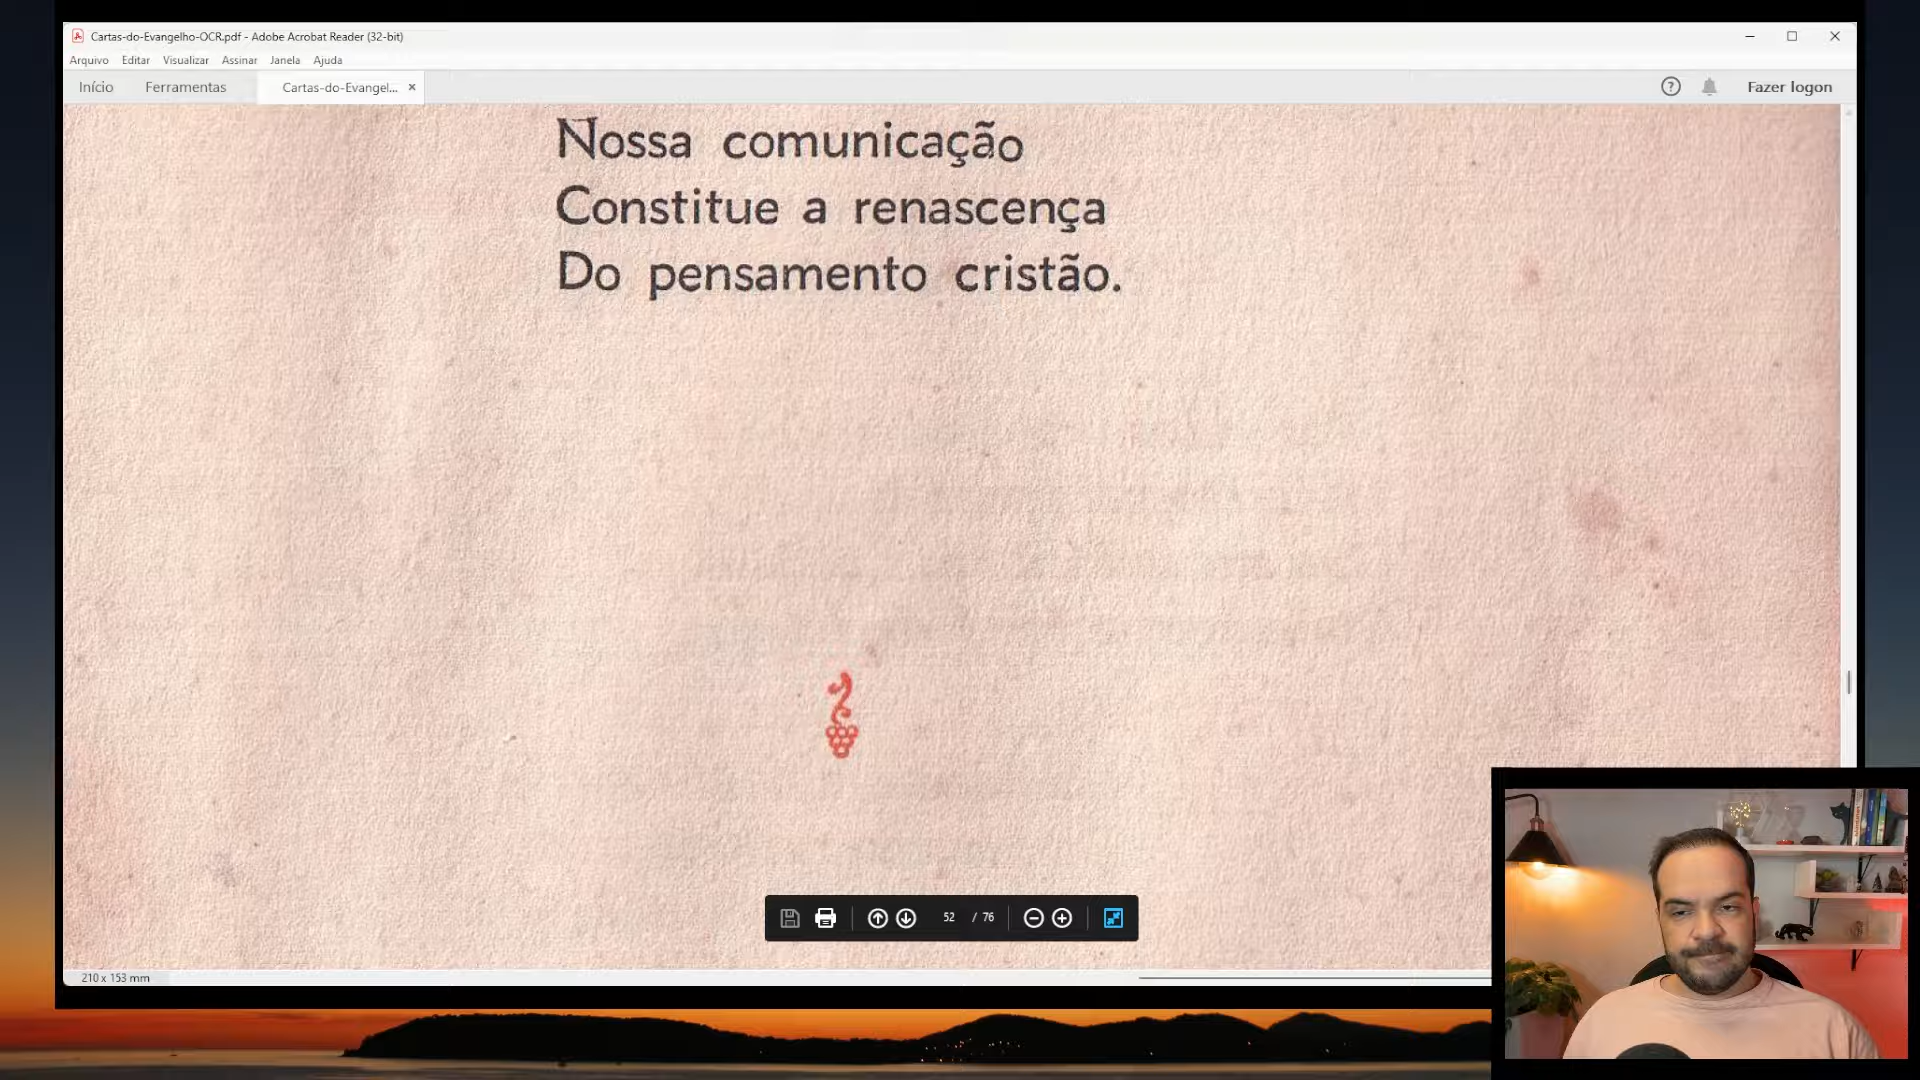 Cartas-do-Evangelho-OCR.pdf - Adobe Acrobat Reader (32-bit)
Arquivo Editar Visualizar Assinar Janela Ajuda
Início Ferramentas Cartas-do-Evangel... × Fazer logon
Nossa comunicação
Constitue a renascença
Do pensamento cristão.
52 / 76
210 x 153 mm